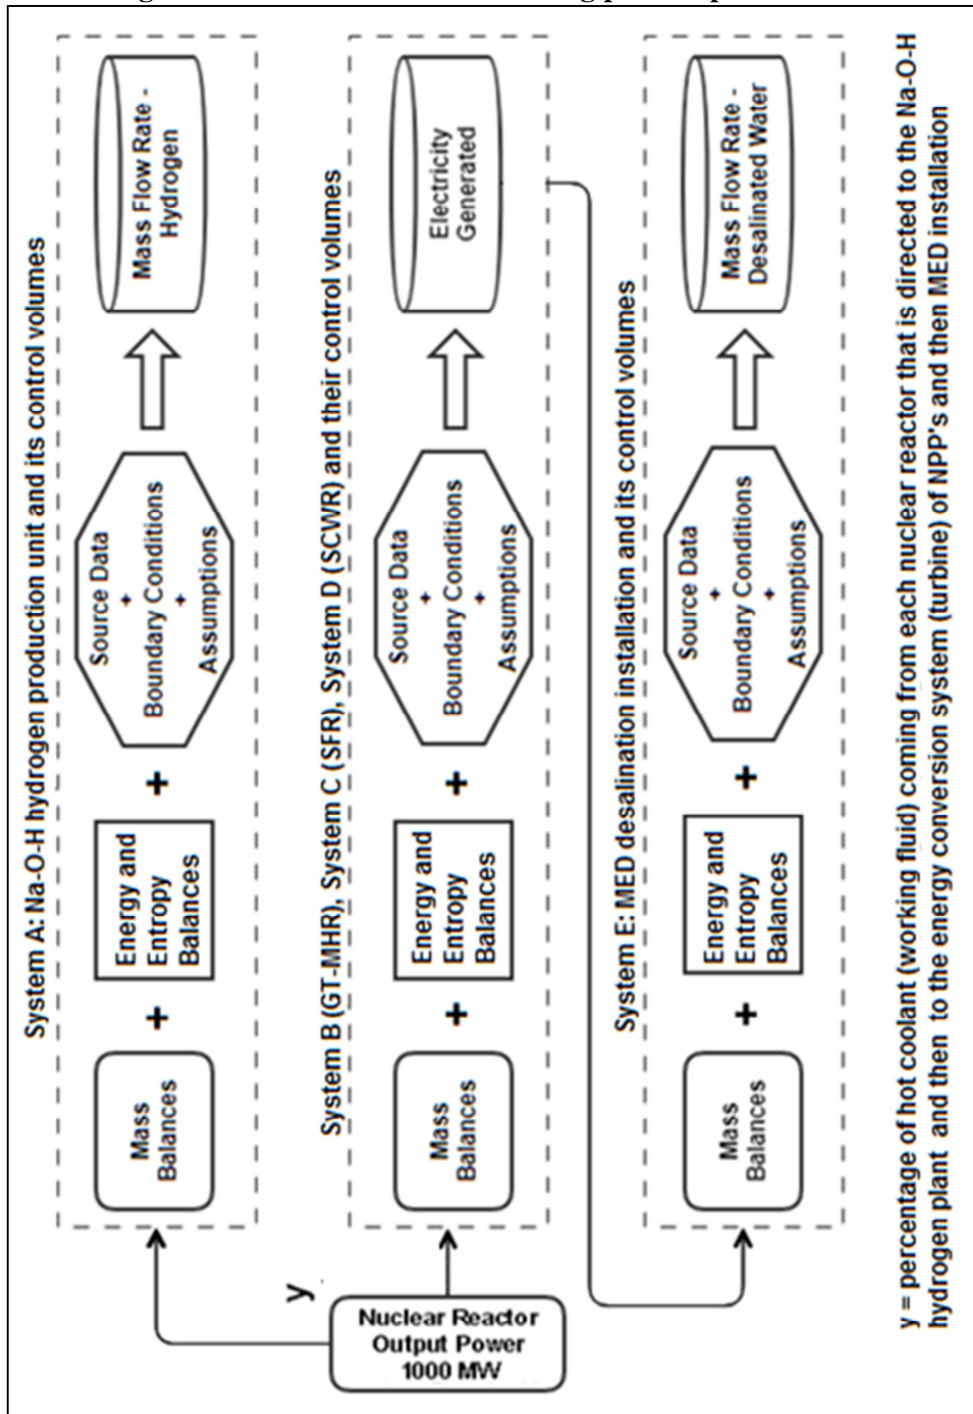 System A: Na-O-H hydrogen production unit and its control volumes
Mass
Balances
+
Energy and
Entropy
Balances
+
Source Data
+
Boundary Conditions
+
Assumptions
Mass Flow Rate -
Hydrogen
y
Nuclear Reactor
Output Power
1000 MW
System B (GT-MHR), System C (SFR), System D (SCWR) and their control volumes
Mass
Balances
+
Energy and
Entropy
Balances
+
Source Data
+
Boundary Conditions
+
Assumptions
Electricity
Generated
System E: MED desalination installation and its control volumes
Mass
Balances
+
Energy and
Entropy
Balances
+
Source Data
+
Boundary Conditions
+
Assumptions
Mass Flow Rate -
Desalinated Water
y = percentage of hot coolant (working fluid) coming from each nuclear reactor that is directed to the Na-O-H
hydrogen plant and then to the energy conversion system (turbine) of NPP's and then MED installation